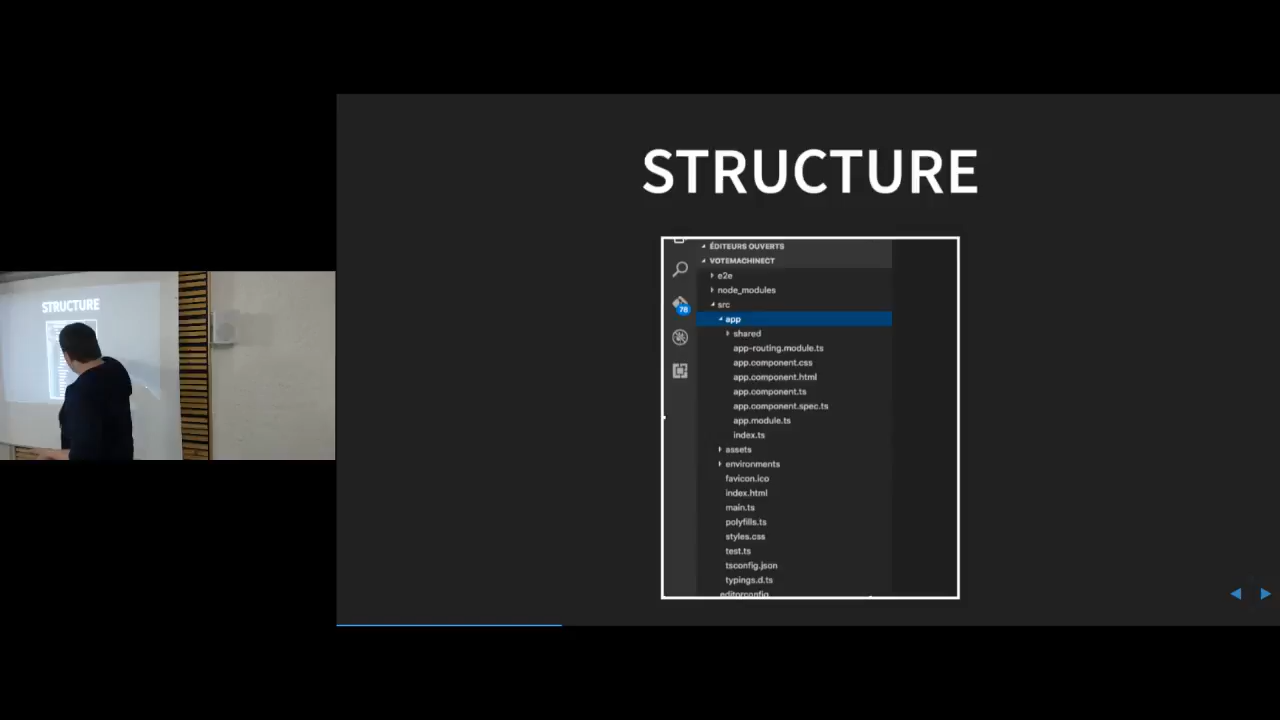 STRUCTURE
STRUCTURE
ÉDITEURS OUVERTS
VOTEMACHINECT
e2e
node_modules
src
76
app
shared
app-routing.module.ts
app.component.css
app.component.html
app.component.ts
app.component.spec.ts
app.module.ts
index.ts
assets
environments
favicon.ico
index.html
main.ts
polyfills.ts
styles.css
test.ts
tsconfig.json
typings.d.ts
editorconfig